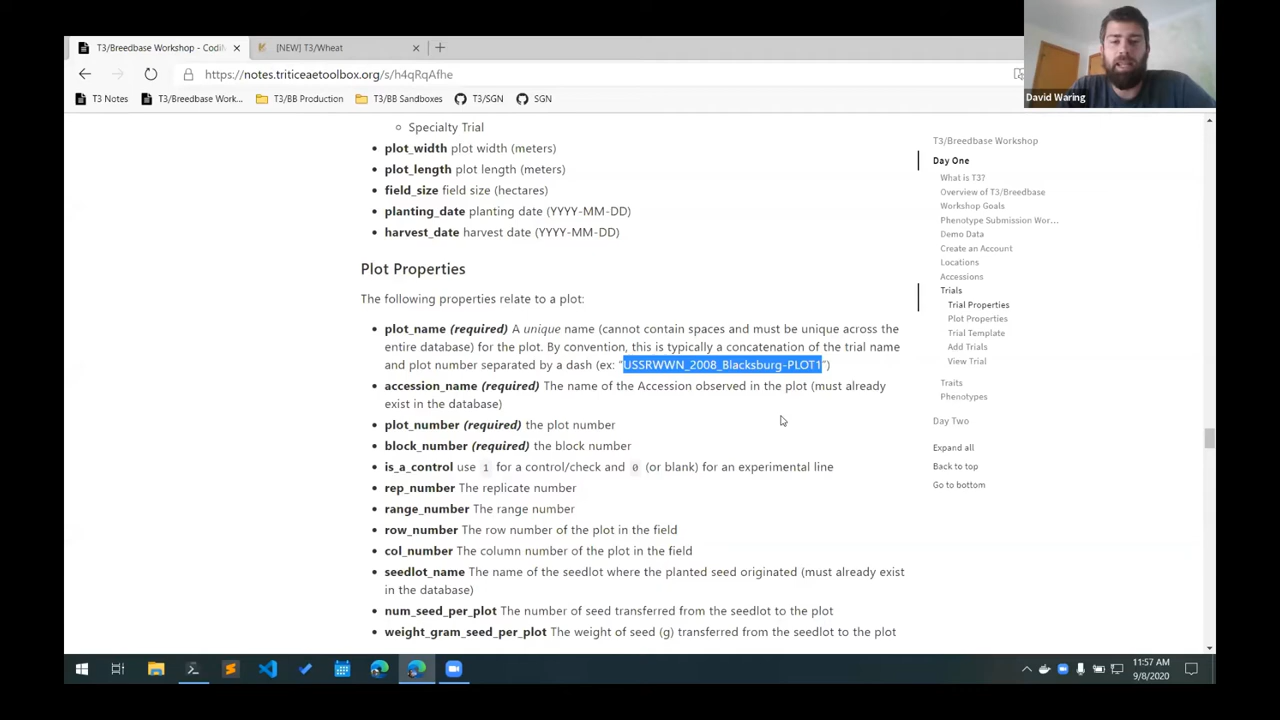 T3/Breedbase Workshop - CodiM
[NEW] T3/Wheat
https://notes.triticeaetoolbox.org/s/h4qRqAfhe
T3 Notes
T3/Breedbase Work...
T3/BB Production
T3/BB Sandboxes
T3/SGN
SGN
David Waring
Specialty Trial
plot_width plot width (meters)
plot_length plot length (meters)
field_size field size (hectares)
planting_date planting date (YYYY-MM-DD)
harvest_date harvest date (YYYY-MM-DD)
Plot Properties
The following properties relate to a plot:
plot_name (required) A unique name (cannot contain spaces and must be unique across the
entire database) for the plot. By convention, this is typically a concatenation of the trial name
and plot number separated by a dash (ex: "USSRWWN_2008_Blacksburg-PLOT1")
accession_name (required) The name of the Accession observed in the plot (must already
exist in the database)
plot_number (required) the plot number
block_number (required) the block number
is_a_control use 1 for a control/check and 0 (or blank) for an experimental line
rep_number The replicate number
range_number The range number
row_number The row number of the plot in the field
col_number The column number of the plot in the field
seedlot_name The name of the seedlot where the planted seed originated (must already exist
in the database)
num_seed_per_plot The number of seed transferred from the seedlot to the plot
weight_gram_seed_per_plot The weight of seed (g) transferred from the seedlot to the plot
T3/Breedbase Workshop
Day One
What is T3?
Overview of T3/Breedbase
Workshop Goals
Phenotype Submission Wor...
Demo Data
Create an Account
Locations
Accessions
Trials
Trial Properties
Plot Properties
Trial Template
Add Trials
View Trial
Traits
Phenotypes
Day Two
Expand all
Back to top
Go to bottom
11:57 AM
9/8/2020